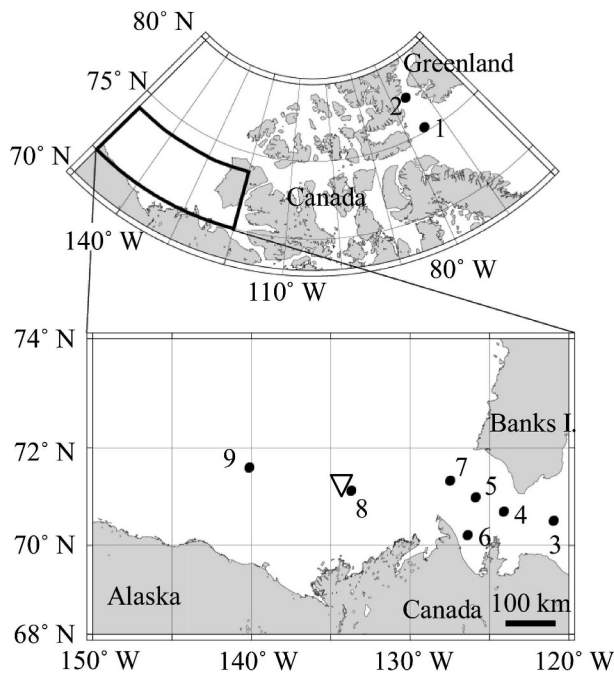 80° N
75° N
70° N
Greenland
2
1
Canada
140° W
110° W
80° W
74° N
72° N
70° N
68° N
Banks I.
9
7
5
8
4
6
3
Alaska
Canada
100 km
150° W
140° W
130° W
120° W